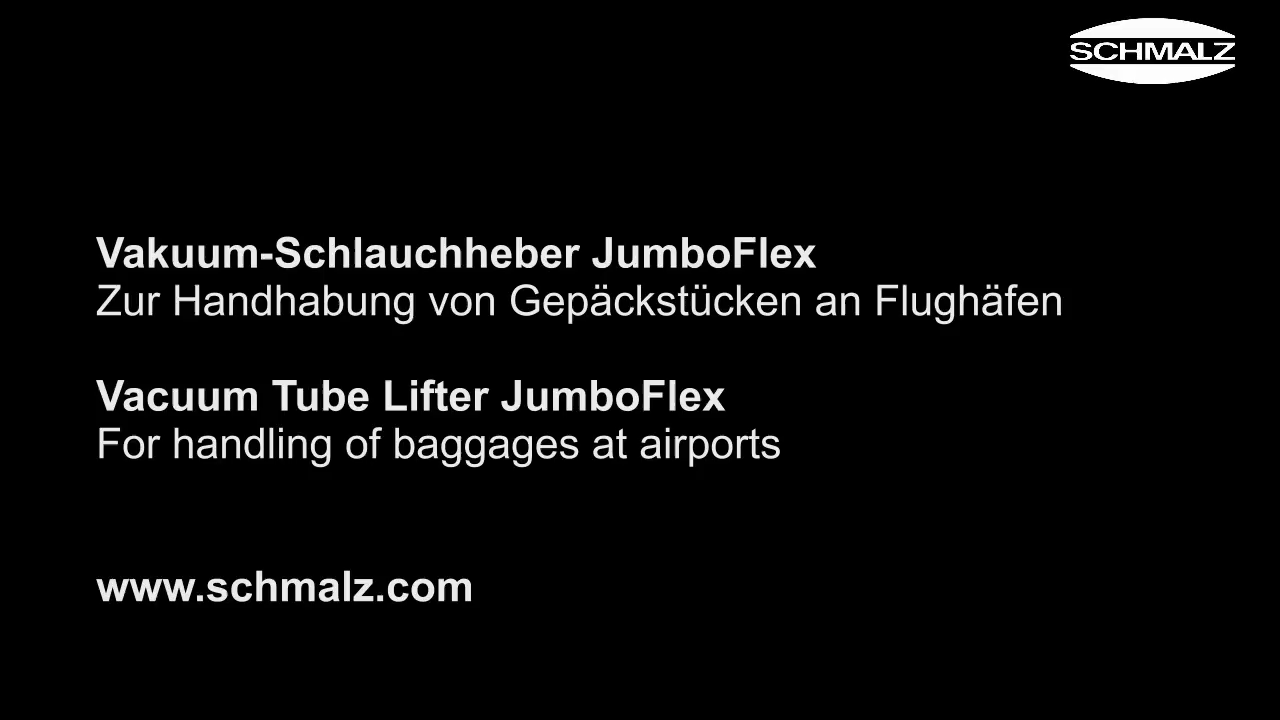 SCHMALZ
Vakuum-Schlauchheber JumboFlex
Zur Handhabung von Gepäckstücken an Flughäfen
Vacuum Tube Lifter JumboFlex
For handling of baggages at airports
www.schmalz.com